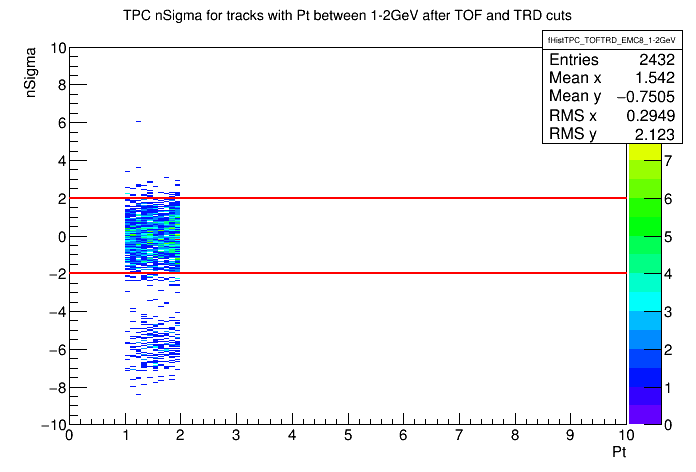 TPC nSigma for tracks with Pt between 1-2GeV after TOF and TRD cuts
fHistTPC_TOFTRD_EMC8_1-2GeV
Entries 2432
Mean x 1.542
Mean y −0.7505
RMS x 0.2949
RMS y 2.123
nSigma
10
8
6
4
2
0
−2
−4
−6
−8
−10
0 1 2 3 4 5 6 7 8 9 10
Pt
7
6
5
4
3
2
1
0